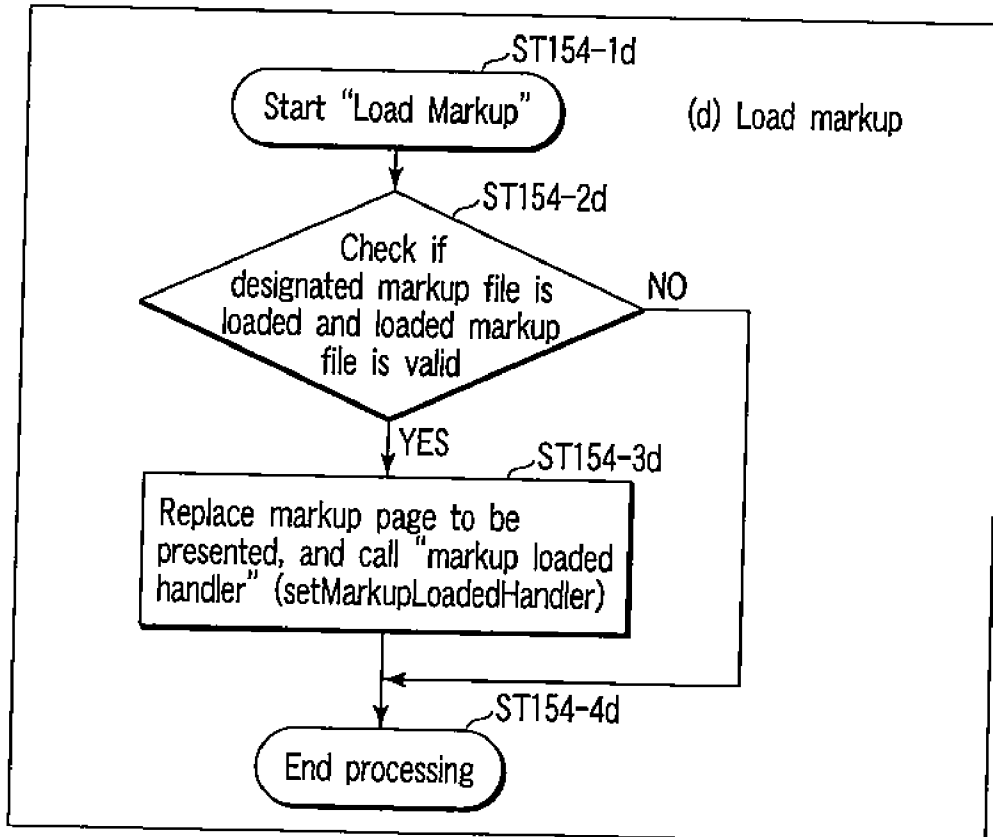 ST154-1d
Start “Load Markup”
(d) Load markup
ST154-2d
Check if
designated markup file is
loaded and loaded markup
file is valid
NO
YES
ST154-3d
Replace markup page to be
presented, and call “markup loaded
handler” (setMarkupLoadedHandler)
ST154-4d
End processing